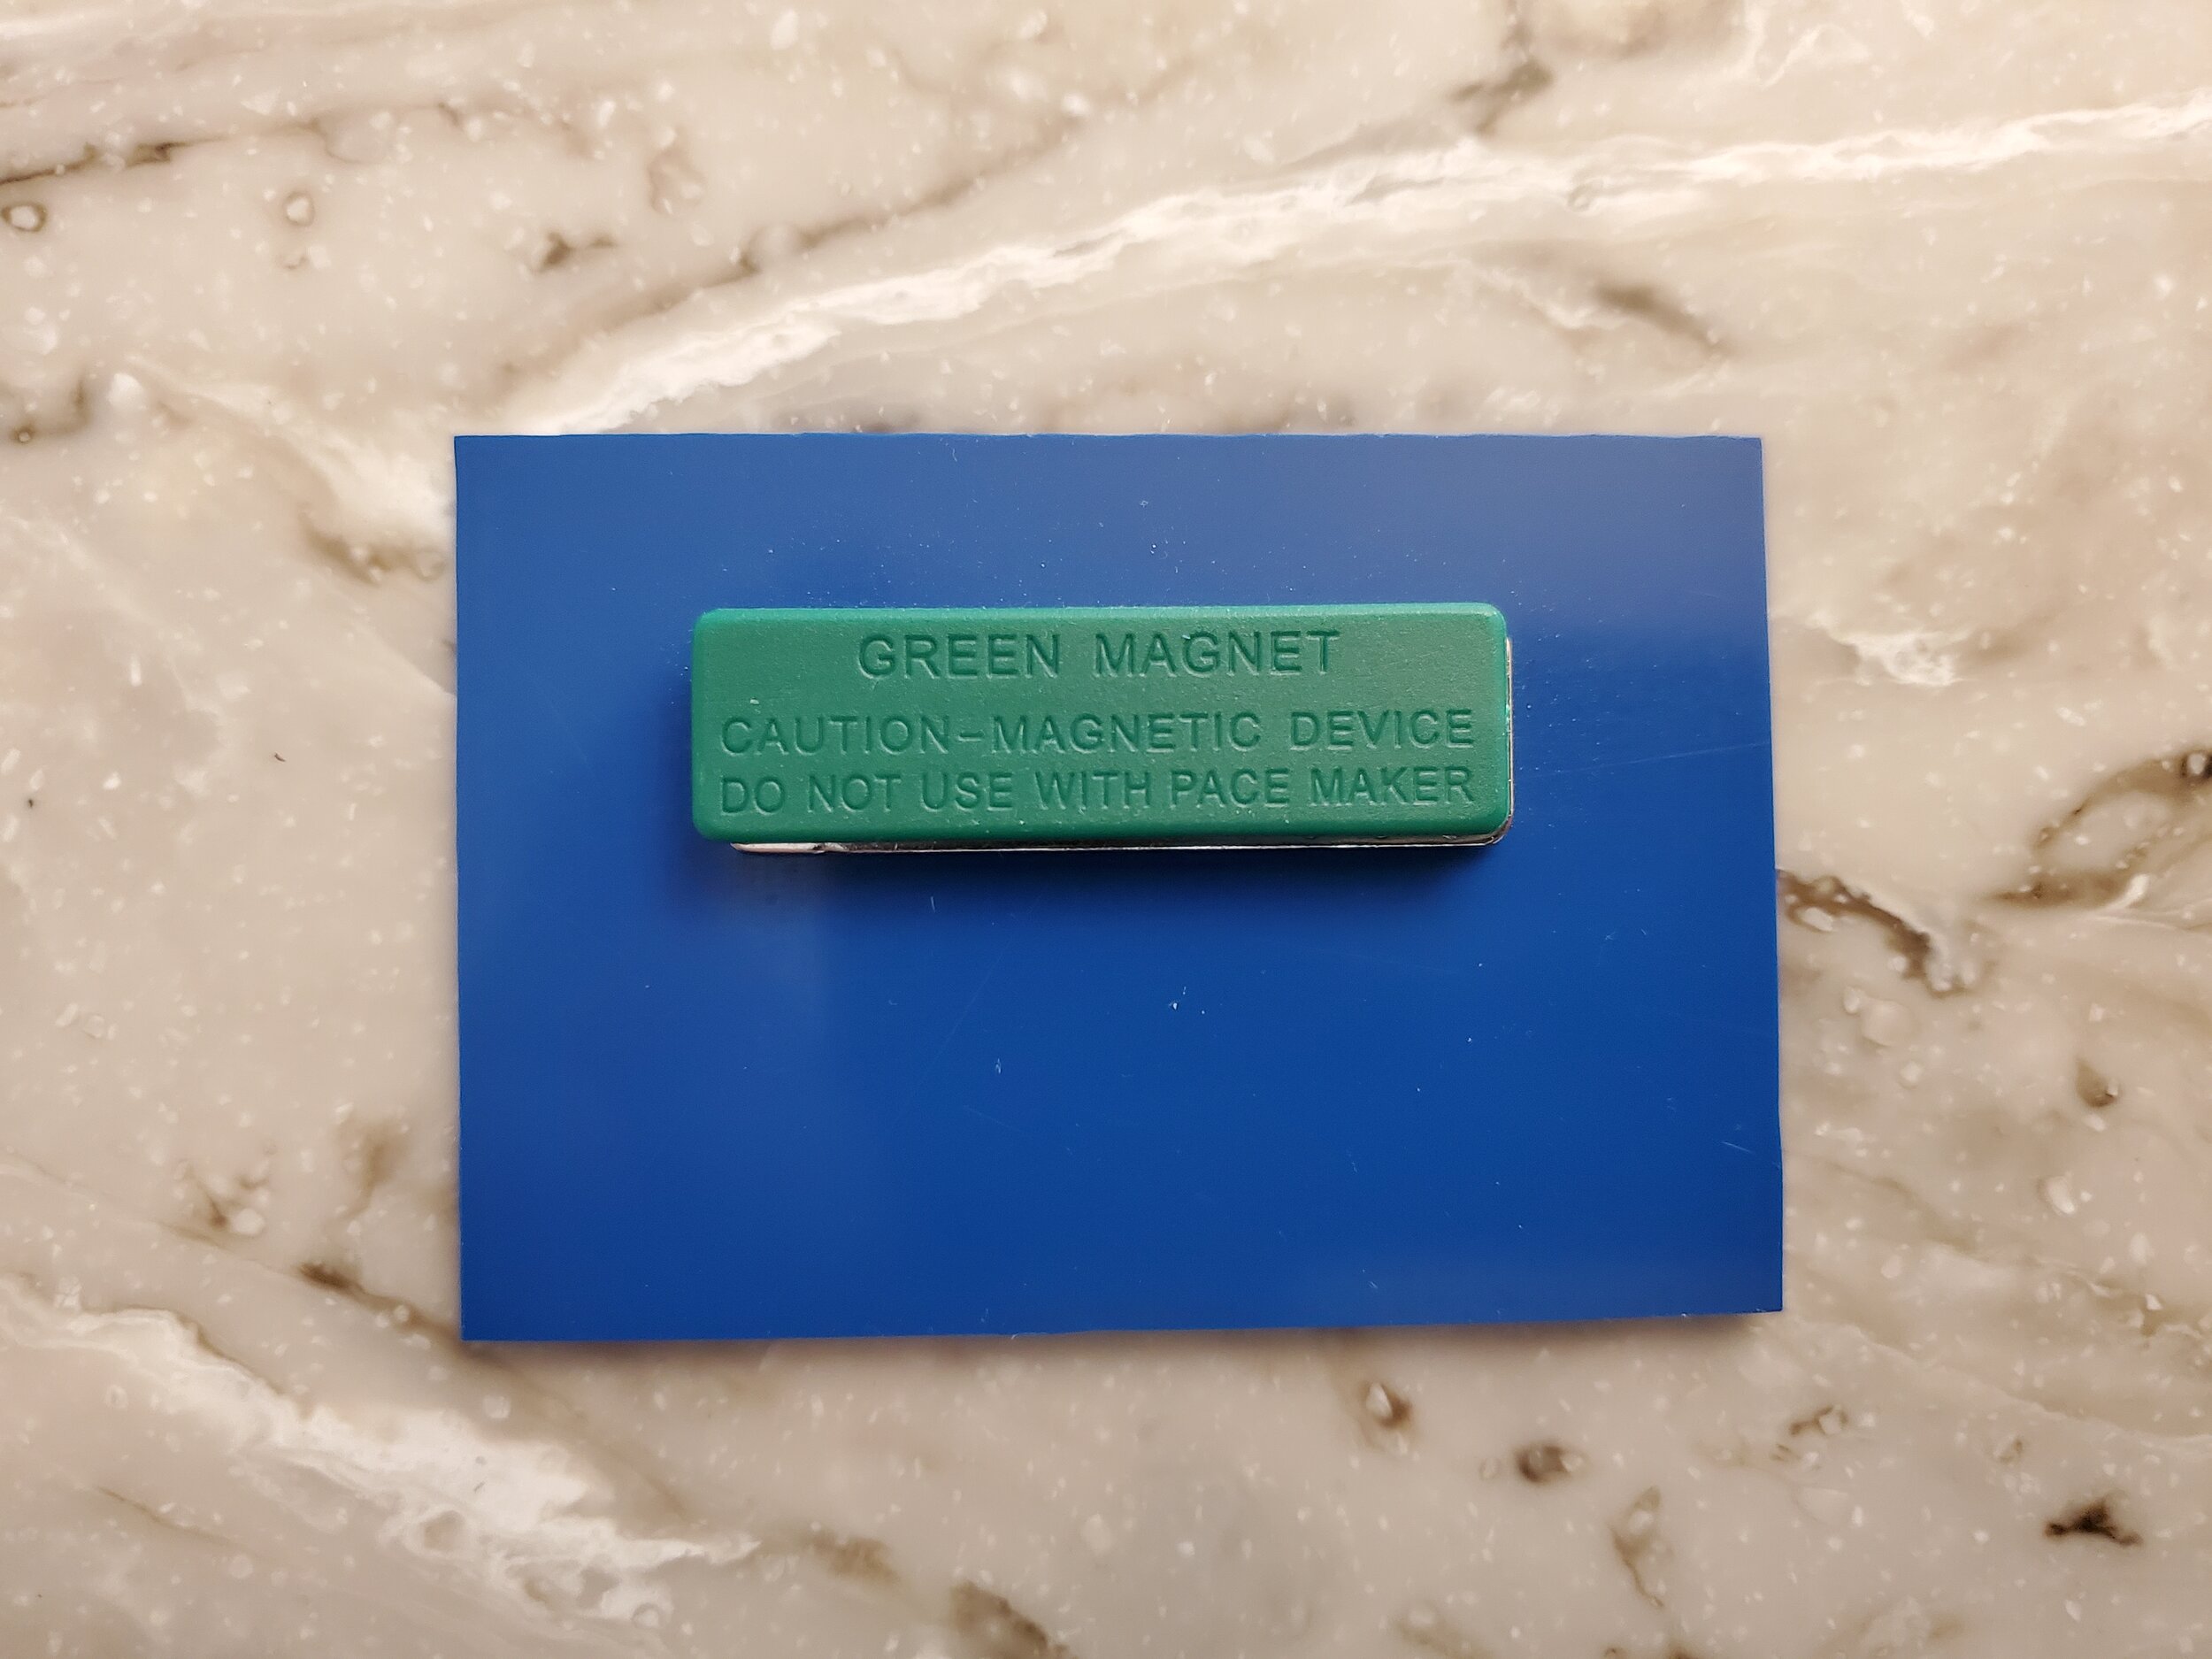 GREEN MAGNET
CAUTION-MAGNETIC DEVICE
DO NOT USE WITH PACE MAKER